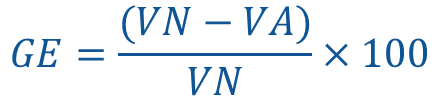 GE = (VN − VA) / VN × 100